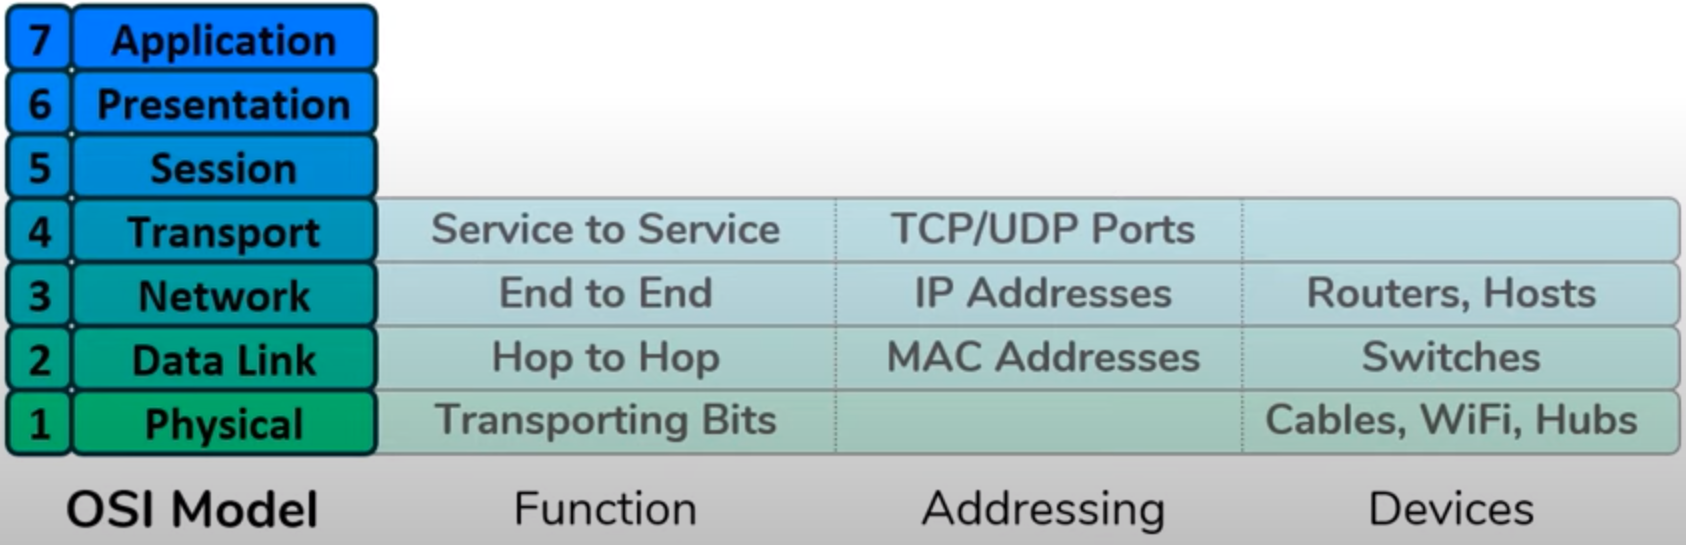 7 Application
6 Presentation
5 Session
4 Transport Service to Service TCP/UDP Ports
3 Network End to End IP Addresses Routers, Hosts
2 Data Link Hop to Hop MAC Addresses Switches
1 Physical Transporting Bits Cables, WiFi, Hubs
OSI Model Function Addressing Devices